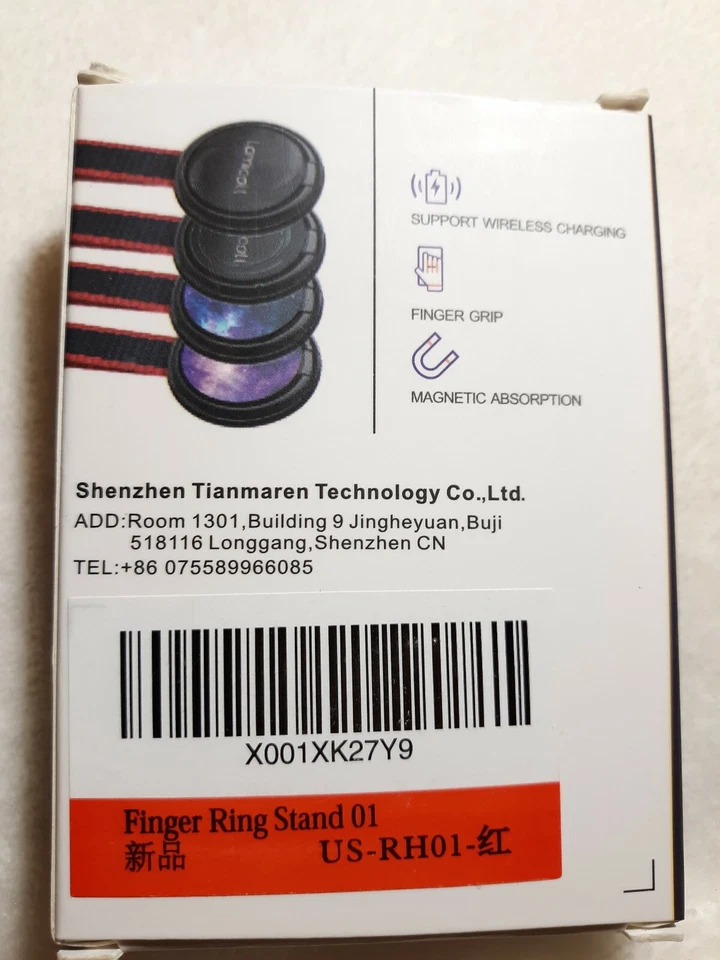 Lamicall
SUPPORT WIRELESS CHARGING
FINGER GRIP
MAGNETIC ABSORPTION
Shenzhen Tianmaren Technology Co.,Ltd.
ADD:Room 1301,Building 9 Jingheyuan,Buji
518116 Longgang,Shenzhen CN
TEL:+86 075589966085
X001XK27Y9
Finger Ring Stand 01
新品 US-RH01-红